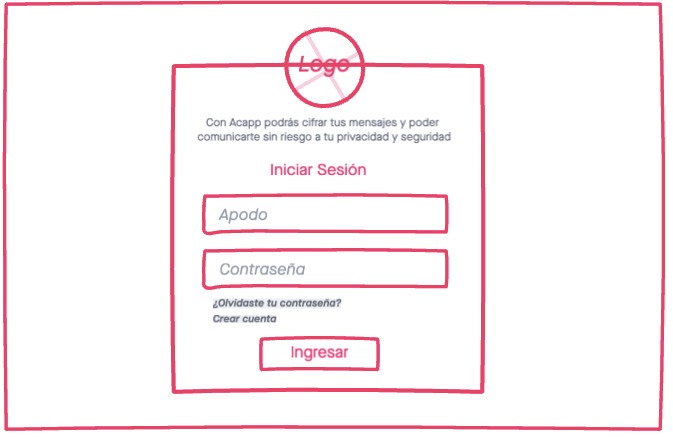 Logo
Con Acapp podrás cifrar tus mensajes y poder
comunicarte sin riesgo a tu privacidad y seguridad
Iniciar Sesión
Apodo
Contraseña
¿Olvidaste tu contraseña?
Crear cuenta
Ingresar